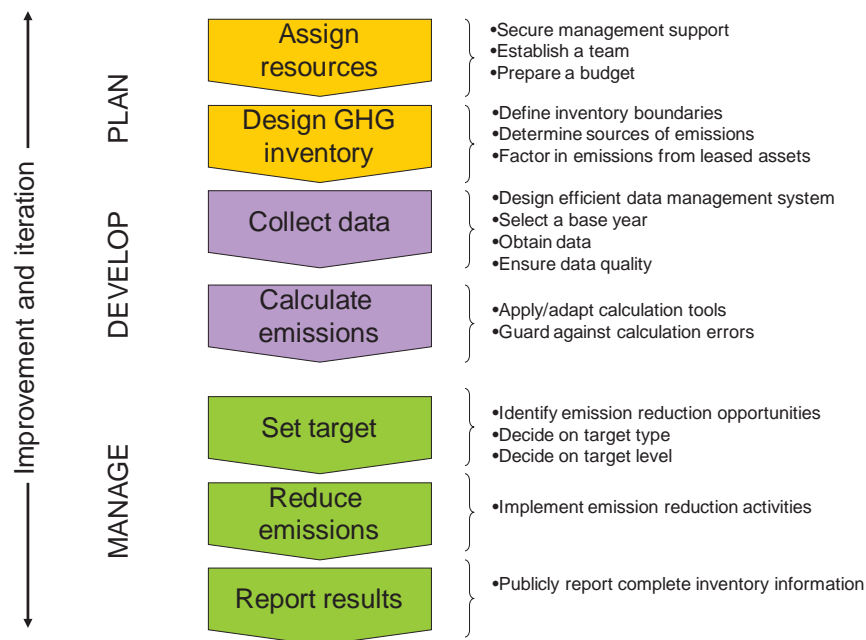 Improvement and iteration
PLAN
Assign
resources
•Secure management support
•Establish a team
•Prepare a budget
Design GHG
inventory
•Define inventory boundaries
•Determine sources of emissions
•Factor in emissions from leased assets
DEVELOP
Collect data
•Design efficient data management system
•Select a base year
•Obtain data
•Ensure data quality
Calculate
emissions
•Apply/adapt calculation tools
•Guard against calculation errors
MANAGE
Set target
•Identify emission reduction opportunities
•Decide on target type
•Decide on target level
Reduce
emissions
•Implement emission reduction activities
Report results
•Publicly report complete inventory information